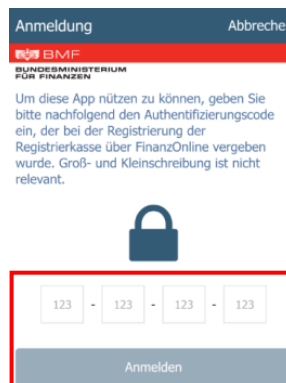 Anmeldung Abbreche
BMF
BUNDESMINISTERIUM
FÜR FINANZEN
Um diese App nützen zu können, geben Sie
bitte nachfolgend den Authentifizierungscode
ein, der bei der Registrierung der
Registrierkasse über FinanzOnline vergeben
wurde. Groß- und Kleinschreibung ist nicht
relevant.
123 - 123 - 123 - 123
Anmelden